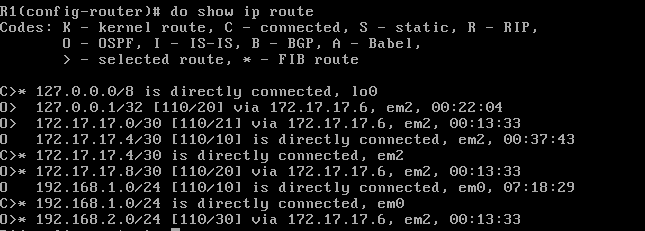 R1(config-router)# do show ip route
Codes: K - kernel route, C - connected, S - static, R - RIP,
       O - OSPF, I - IS-IS, B - BGP, A - Babel,
       > - selected route, * - FIB route
C>* 127.0.0.0/8 is directly connected, lo0
O>  127.0.0.1/32 [110/20] via 172.17.17.6, em2, 00:22:04
O>  172.17.17.0/30 [110/21] via 172.17.17.6, em2, 00:13:33
O   172.17.17.4/30 [110/10] is directly connected, em2, 00:37:43
C>* 172.17.17.4/30 is directly connected, em2
O>* 172.17.17.8/30 [110/20] via 172.17.17.6, em2, 00:13:33
O   192.168.1.0/24 [110/10] is directly connected, em0, 07:18:29
C>* 192.168.1.0/24 is directly connected, em0
O>* 192.168.2.0/24 [110/30] via 172.17.17.6, em2, 00:13:33